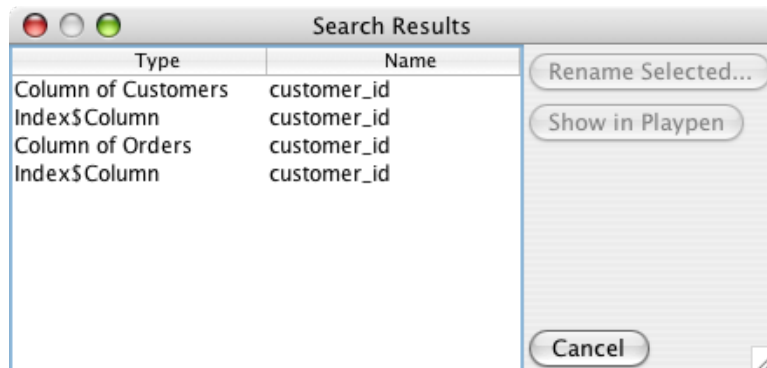 Search Results
Type Name
Column of Customers customer_id
Index$Column customer_id
Column of Orders customer_id
Index$Column customer_id
Rename Selected...
Show in Playpen
Cancel